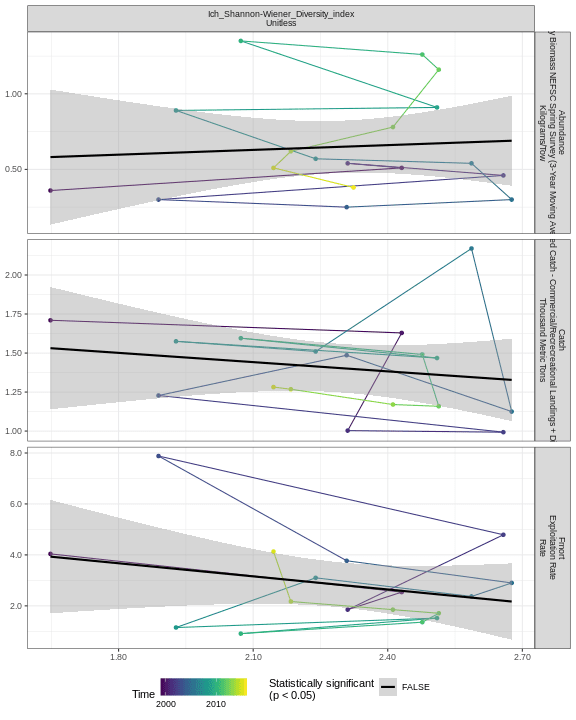 Ich_Shannon-Wiener_Diversity_index
Unitless
1.00
0.50
Abundance
y Biomass NEFSC Spring Survey (3-Year Moving Ave
Kilograms/Tow
2.00
1.75
1.50
1.25
1.00
Catch
ed Catch - Commercial/Recreational Landings + D
Thousand Metric Tons
8.0
6.0
4.0
2.0
Fmort
Exploitation Rate
Rate
1.80
2.10
2.40
2.70
Time
2000
2010
Statistically significant
(p < 0.05)
FALSE